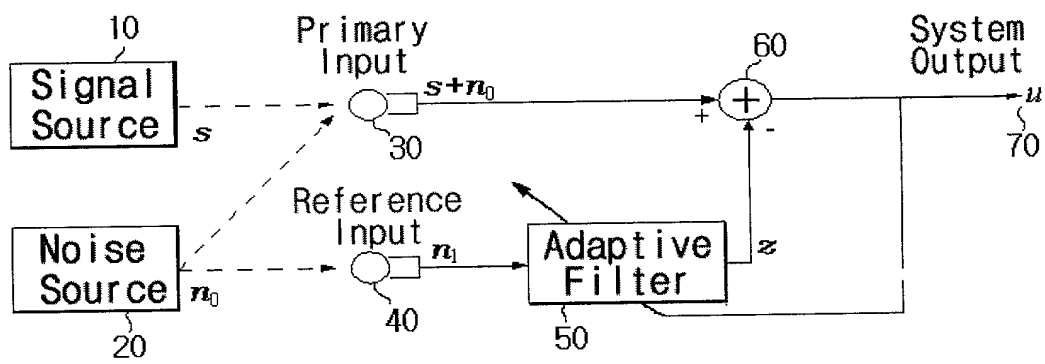 10
Signal
Source
s
Primary
Input
s+n₀
30
60
+
+
-
System
Output
u
70
Noise
Source
n₀
20
Reference
Input
n₁
40
Adaptive
Filter
50
z